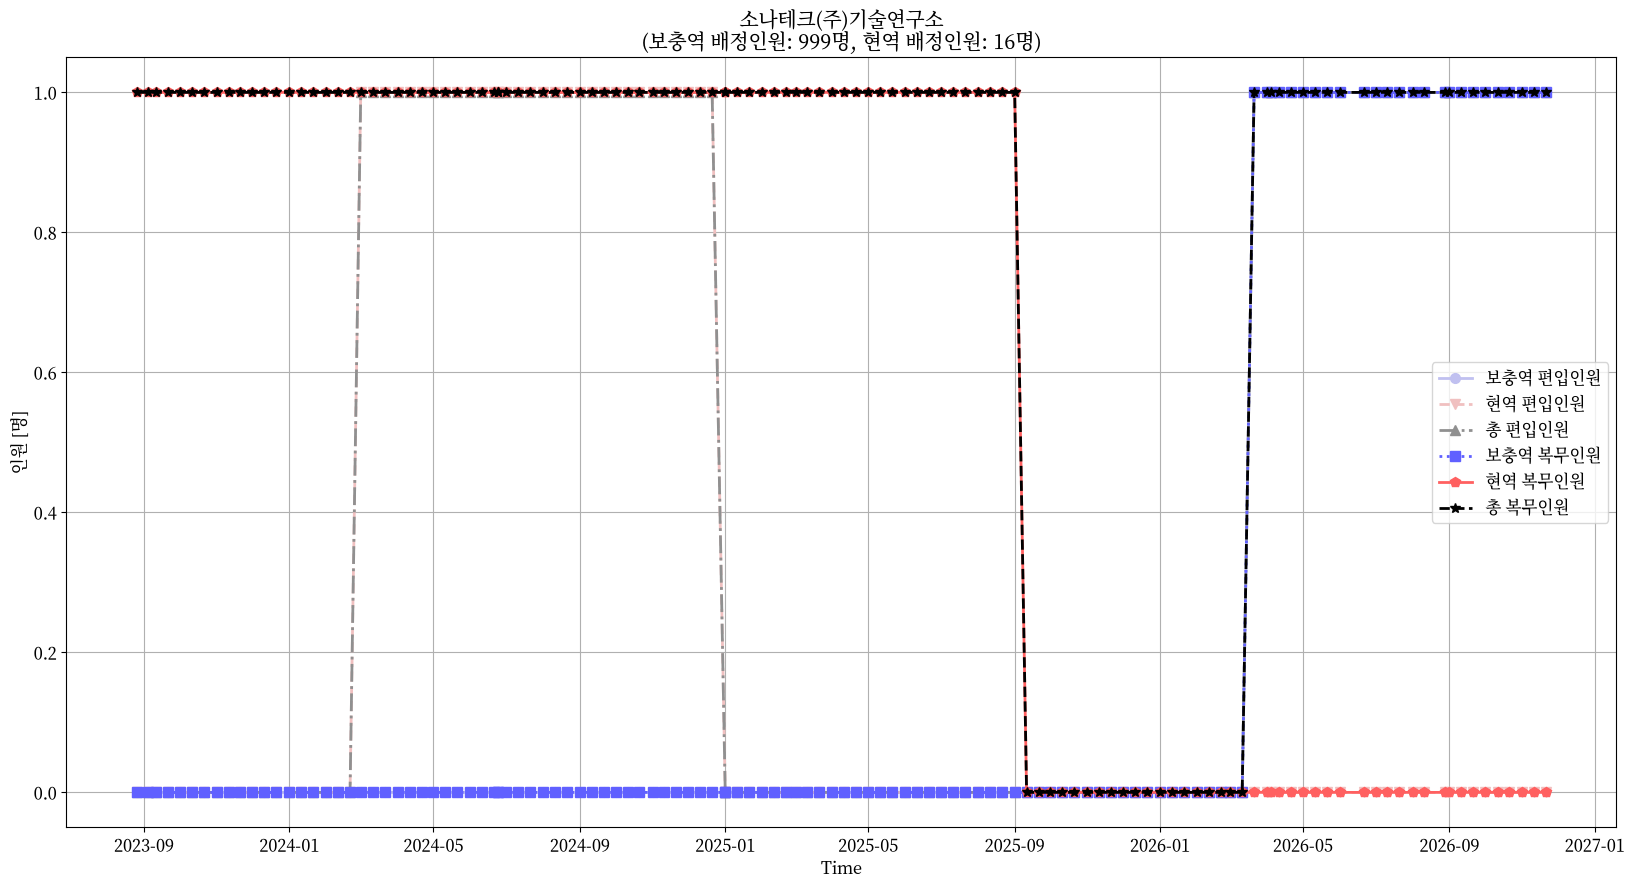 소나테크(주)기술연구소
(보충역 배정인원: 999명, 현역 배정인원: 16명)
인원 [명]
1.0
0.8
0.6
0.4
0.2
0.0
보충역 편입인원
현역 편입인원
총 편입인원
보충역 복무인원
현역 복무인원
총 복무인원
2023-09
2024-01
2024-05
2024-09
2025-01
2025-05
2025-09
2026-01
2026-05
2026-09
2027-01
Time